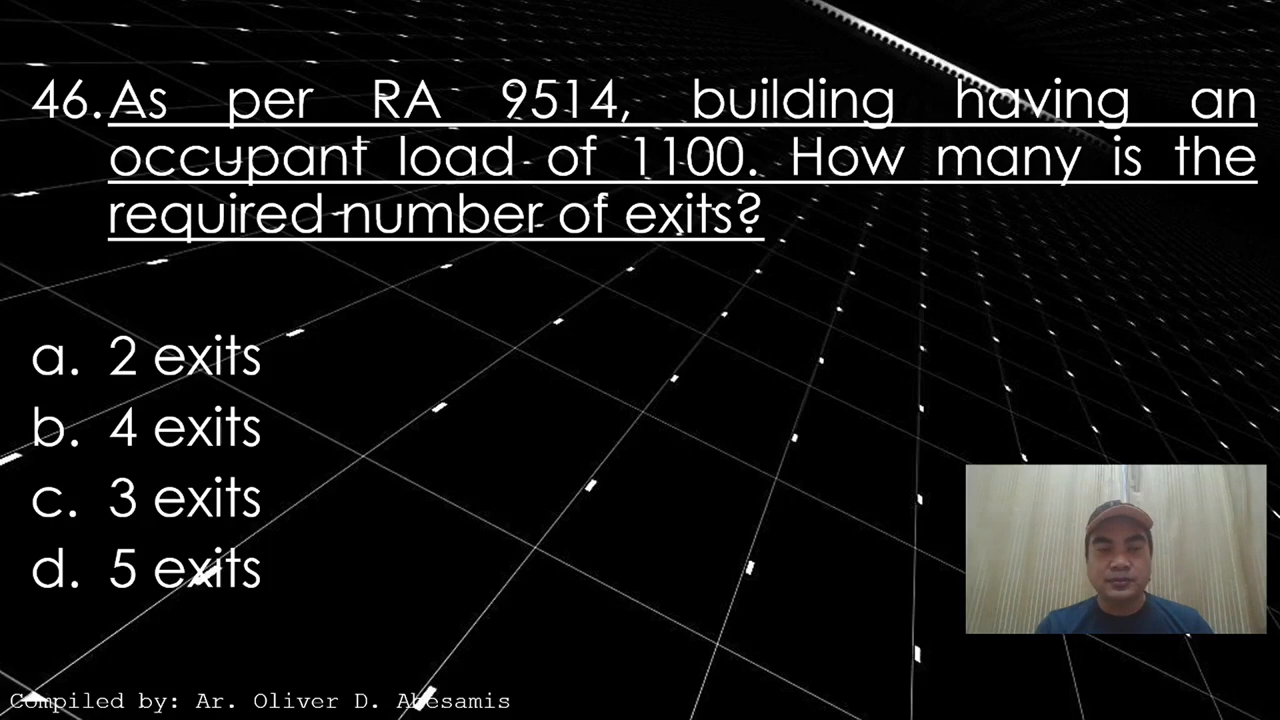 46. As per RA 9514, building having an
occupant load of 1100. How many is the
required number of exits?
a. 2 exits
b. 4 exits
c. 3 exits
d. 5 exits
Compiled by: Ar. Oliver D. Abesamis